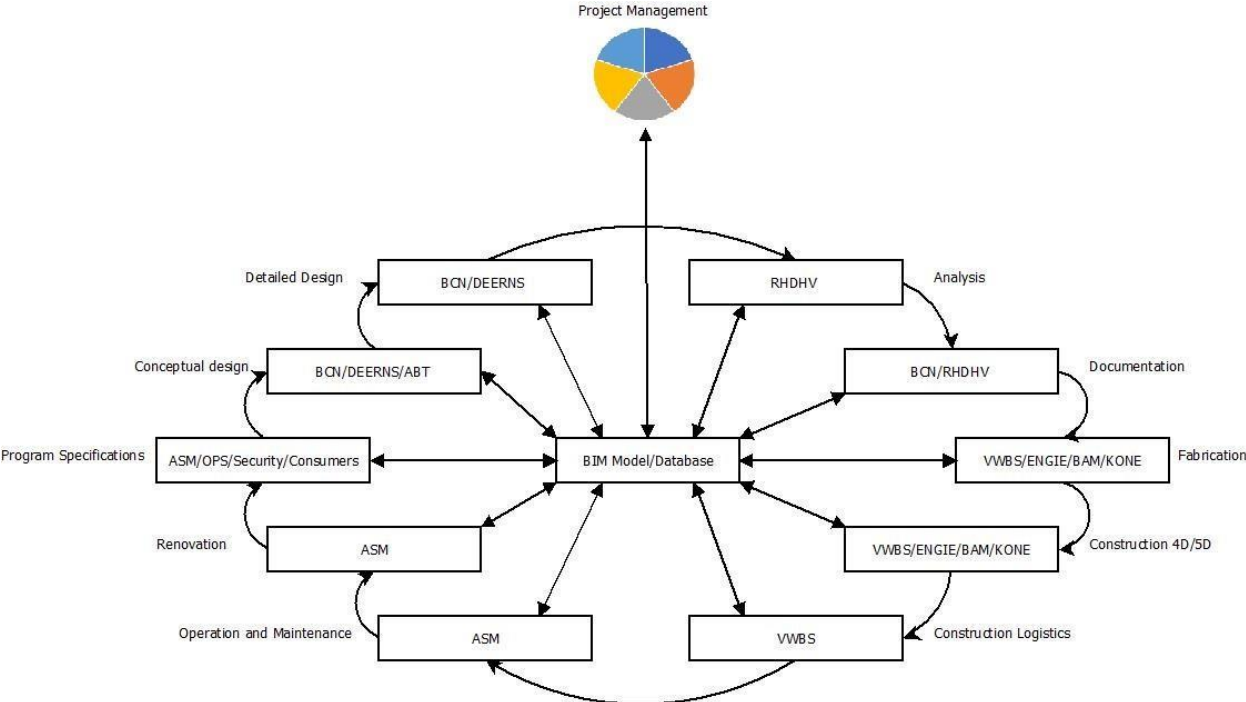 Project Management
Detailed Design
BCN/DEERNS
RHDHV
Analysis
Conceptual design
BCN/DEERNS/ABT
BCN/RHDHV
Documentation
Program Specifications
ASM/OPS/Security/Consumers
BIM Model/Database
VWBS/ENGIE/BAM/KONE
Fabrication
Renovation
ASM
VWBS/ENGIE/BAM/KONE
Construction 4D/5D
Operation and Maintenance
ASM
VWBS
Construction Logistics